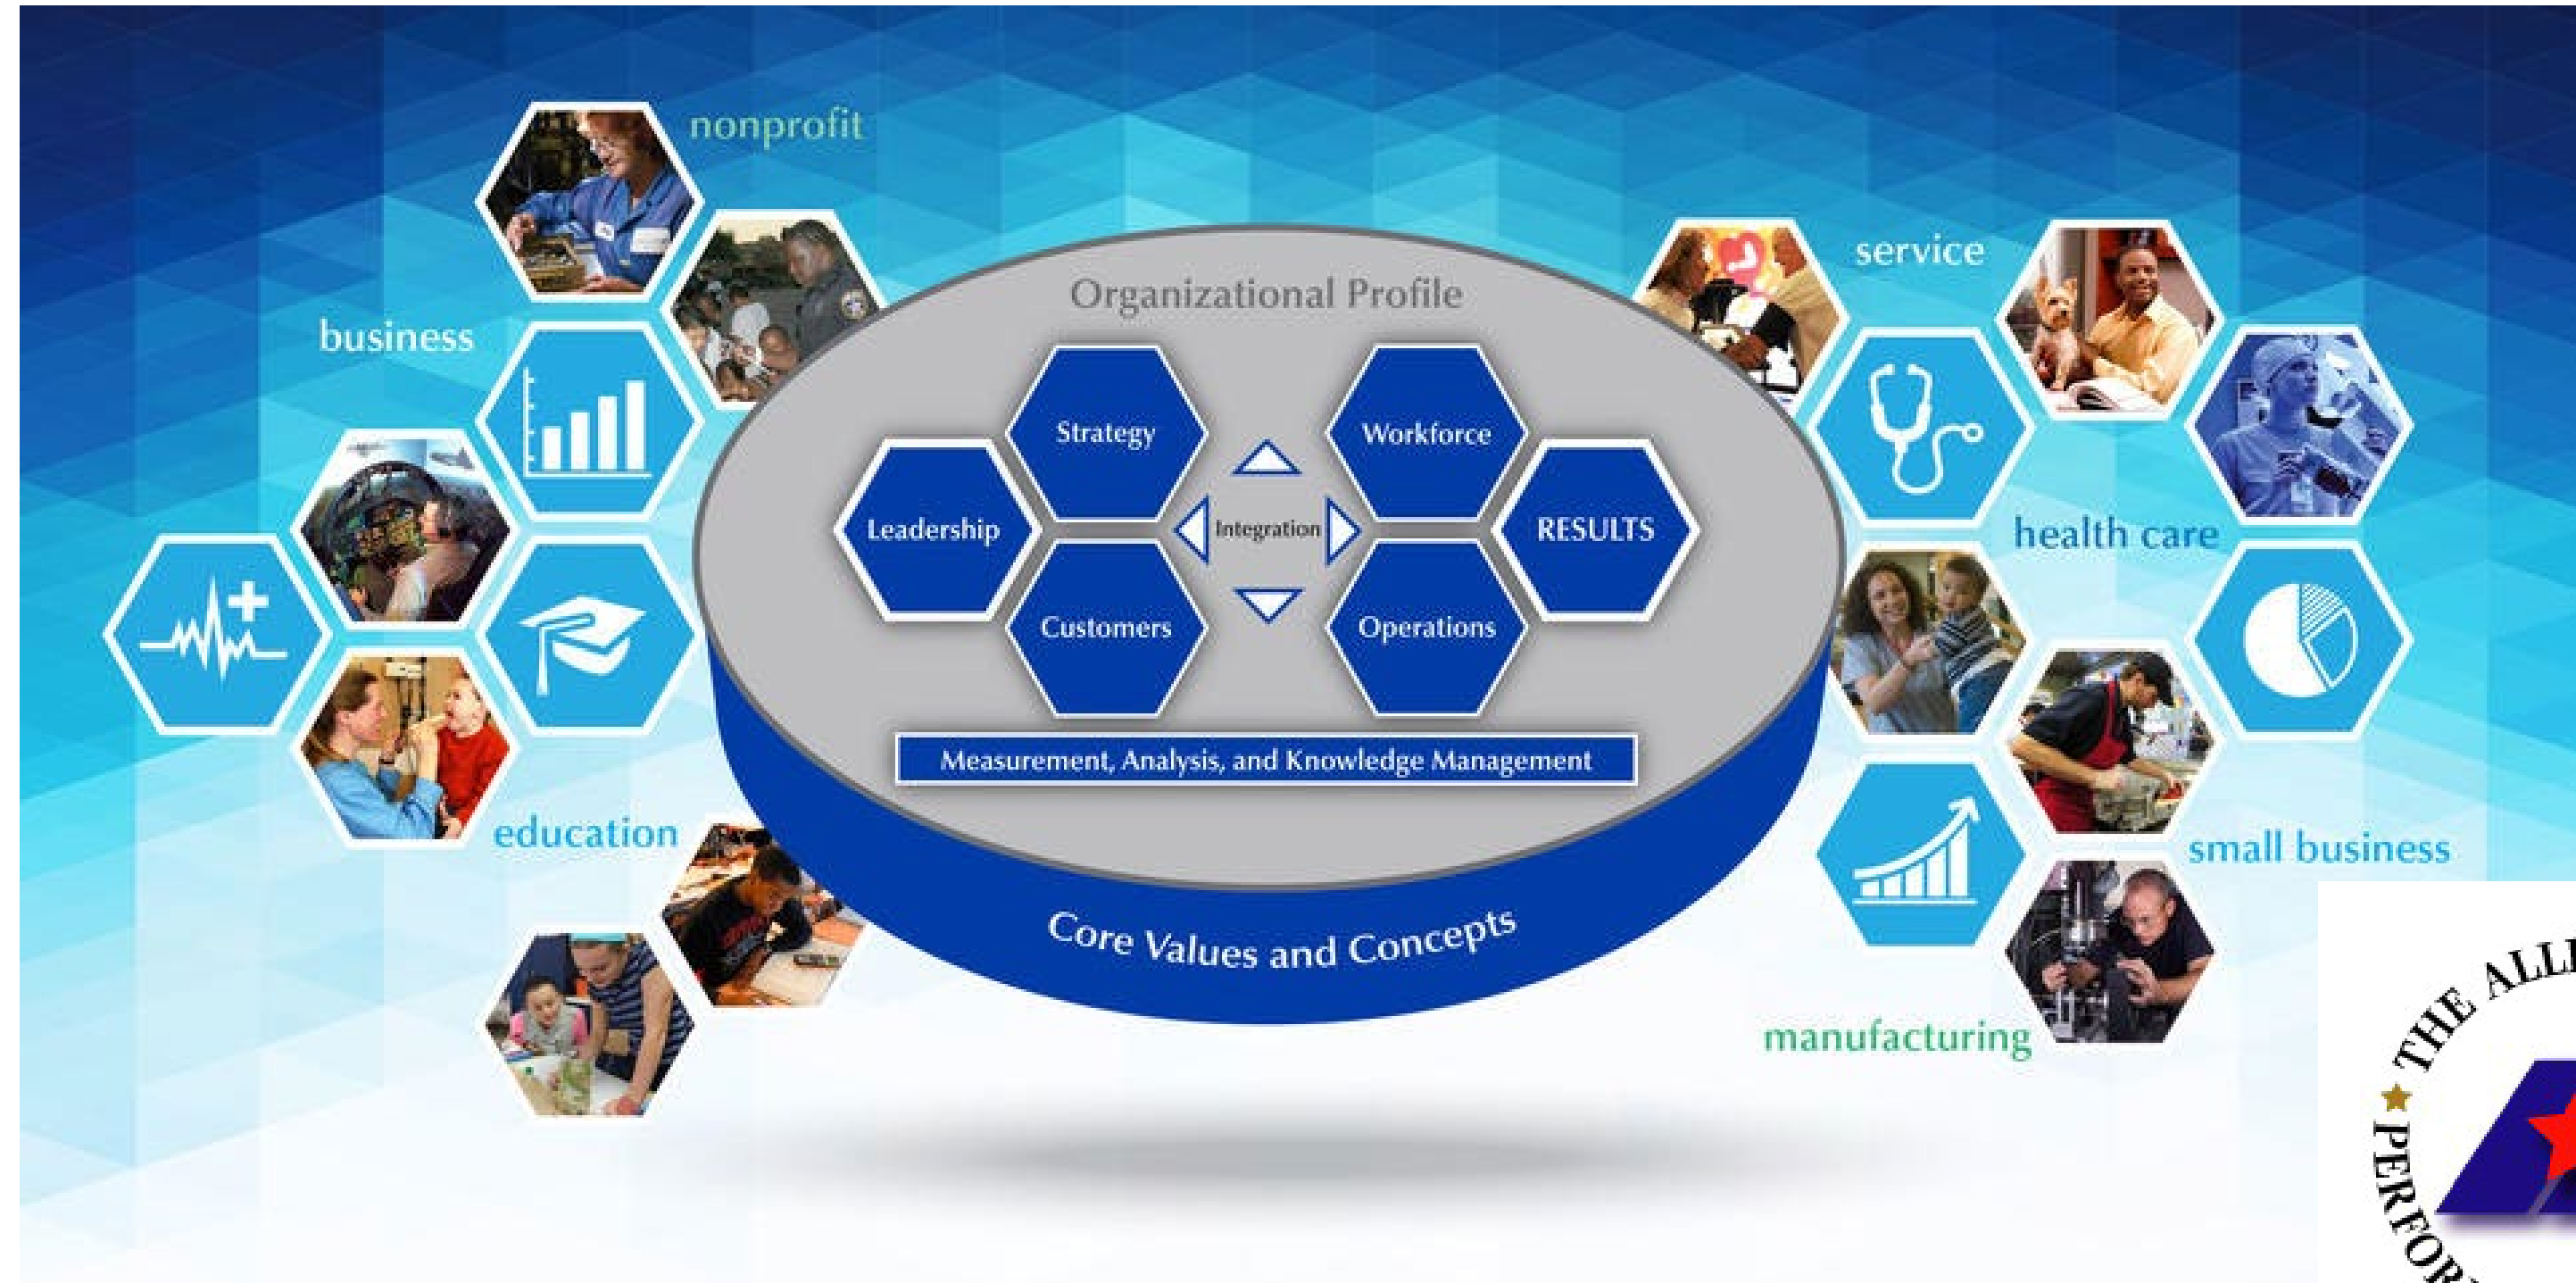 nonprofit
business
education
Organizational Profile
Strategy
Workforce
Leadership
Integration
RESULTS
Customers
Operations
Measurement, Analysis, and Knowledge Management
Core Values and Concepts
service
health care
small business
manufacturing
THE